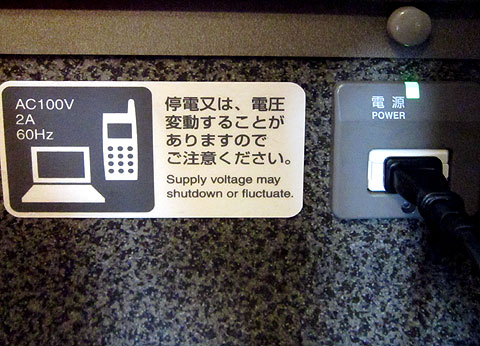 AC100V
2A
60Hz
停電又は、電圧
変動することが
ありますので
ご注意ください。
Supply voltage may
shutdown or fluctuate.
電源
POWER